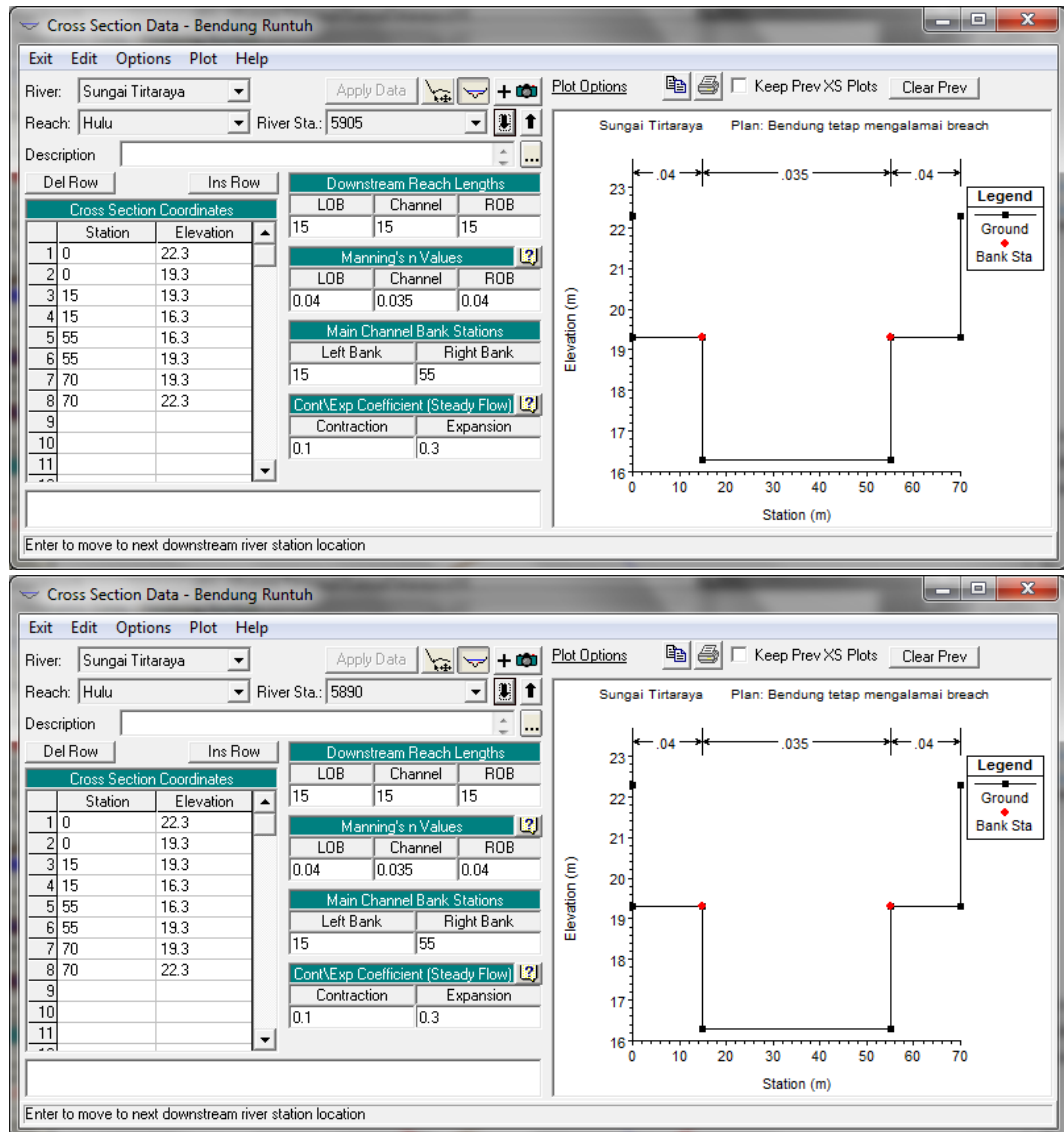 Cross Section Data - Bendung Runtuh
Exit Edit Options Plot Help
River: Sungai Tirtaraya Apply Data Plot Options Keep Prev XS Plots Clear Prev
Reach: Hulu River Sta.: 5905
Description ...
Del Row Ins Row
Cross Section Coordinates
Station Elevation
1 0 22.3
2 0 19.3
3 15 19.3
4 15 16.3
5 55 16.3
6 55 19.3
7 70 19.3
8 70 22.3
9
10
11
Downstream Reach Lengths
LOB Channel ROB
15 15 15
Manning's n Values
LOB Channel ROB
0.04 0.035 0.04
Main Channel Bank Stations
Left Bank Right Bank
15 55
Cont\Exp Coefficient (Steady Flow)
Contraction Expansion
0.1 0.3
Sungai Tirtaraya Plan: Bendung tetap mengalamai breach
.04 .035 .04
Legend
Ground
Bank Sta
Elevation (m)
23
22
21
20
19
18
17
16
0 10 20 30 40 50 60 70
Station (m)
Enter to move to next downstream river station location
Cross Section Data - Bendung Runtuh
Exit Edit Options Plot Help
River: Sungai Tirtaraya Apply Data Plot Options Keep Prev XS Plots Clear Prev
Reach: Hulu River Sta.: 5890
Description ...
Del Row Ins Row
Cross Section Coordinates
Station Elevation
1 0 22.3
2 0 19.3
3 15 19.3
4 15 16.3
5 55 16.3
6 55 19.3
7 70 19.3
8 70 22.3
9
10
11
Downstream Reach Lengths
LOB Channel ROB
15 15 15
Manning's n Values
LOB Channel ROB
0.04 0.035 0.04
Main Channel Bank Stations
Left Bank Right Bank
15 55
Cont\Exp Coefficient (Steady Flow)
Contraction Expansion
0.1 0.3
Sungai Tirtaraya Plan: Bendung tetap mengalamai breach
.04 .035 .04
Legend
Ground
Bank Sta
Elevation (m)
23
22
21
20
19
18
17
16
0 10 20 30 40 50 60 70
Station (m)
Enter to move to next downstream river station location